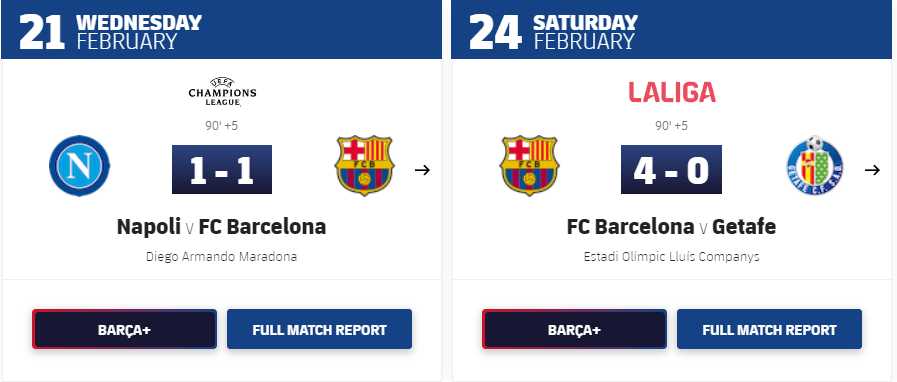 21 WEDNESDAY
FEBRUARY
UEFA
CHAMPIONS
LEAGUE
90' +5
N
1 - 1
FCB
Napoli v FC Barcelona
Diego Armando Maradona
BARÇA+
FULL MATCH REPORT
24 SATURDAY
FEBRUARY
LALIGA
90' +5
FCB
4 - 0
GETAFE C.F. S.A.D.
FC Barcelona v Getafe
Estadi Olímpic Lluís Companys
BARÇA+
FULL MATCH REPORT